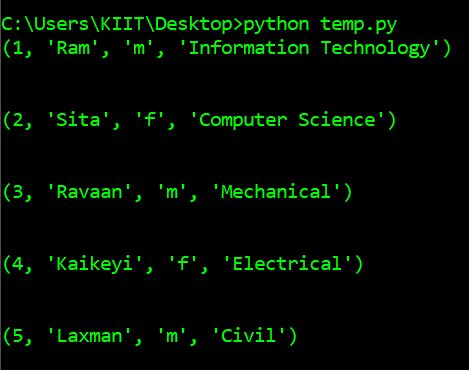 C:\Users\KIIT\Desktop>python temp.py
(1, 'Ram', 'm', 'Information Technology')
(2, 'Sita', 'f', 'Computer Science')
(3, 'Ravaan', 'm', 'Mechanical')
(4, 'Kaikeyi', 'f', 'Electrical')
(5, 'Laxman', 'm', 'Civil')